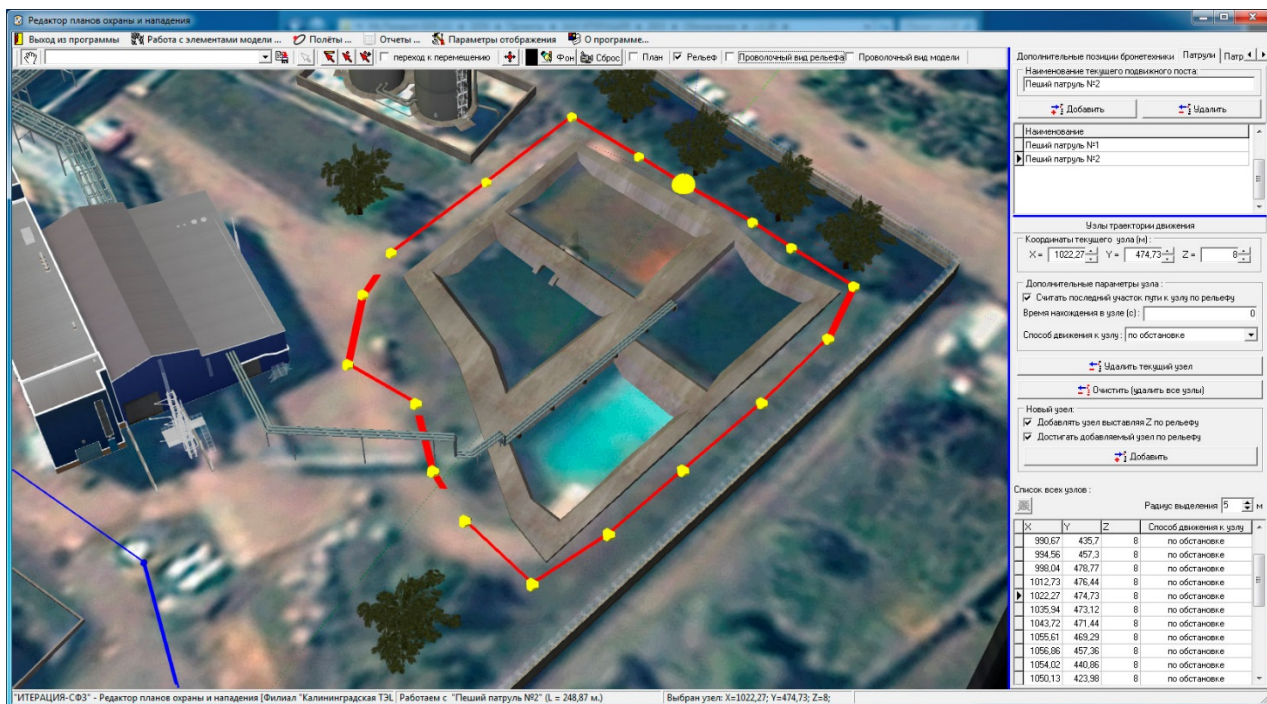 Редактор планов охраны и нападения
Выход из программы Работа с элементами модели ... Полёты ... Отчеты ... Параметры отображения О программе...
переход к перемещению Фон Сброс План Рельеф Проволочный вид рельефа Проволочный вид модели
Дополнительные позиции бронетехники Патрули Патр
Наименование текущего подвижного поста:
Пеший патруль №2
Добавить Удалить
Наименование
Пеший патруль №1
Пеший патруль №2
Узлы траектории движения
Координаты текущего узла (м) :
X = 1022,27 Y = 474,73 Z = 8
Дополнительные параметры узла :
Считать последний участок пути к узлу по рельефу
Время нахождения в узле (с) : 0
Способ движения к узлу : по обстановке
Удалить текущий узел
Очистить (удалить все узлы)
Новый узел:
Добавлять узел выставляя Z по рельефу
Достигать добавляемый узел по рельефу
Добавить
Список всех узлов :
Радиус выделения 5 м
X Y Z Способ движения к узлу
990,67 435,7 8 по обстановке
994,56 457,3 8 по обстановке
998,04 478,77 8 по обстановке
1012,73 476,44 8 по обстановке
1022,27 474,73 8 по обстановке
1035,94 473,12 8 по обстановке
1043,72 471,44 8 по обстановке
1055,61 469,29 8 по обстановке
1056,86 457,36 8 по обстановке
1054,02 440,86 8 по обстановке
1050,13 423,98 8 по обстановке
"ИТЕРАЦИЯ-СФЗ" - Редактор планов охраны и нападения [Филиал "Калининградская ТЭЦ Работаем с "Пеший патруль №2" (L = 248,87 м.) Выбран узел: X=1022,27; Y=474,73; Z=8;